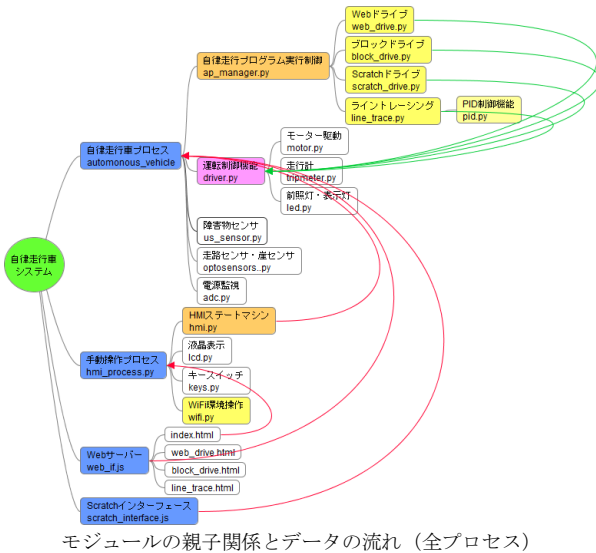 Webドライブ
web_drive.py
ブロックドライブ
block_drive.py
自律走行プログラム実行制御
ap_manager.py
Scratchドライブ
scratch_drive.py
ライントレーシング
line_trace.py
PID制御機能
pid.py
モーター駆動
motor.py
自律走行車プロセス
automonous_vehicle
運転制御機能
driver.py
走行計
tripmeter.py
前照灯・表示灯
led.py
障害物センサ
us_sensor.py
走路センサ・崖センサ
optosensors..py
自律走行車
システム
電源監視
adc.py
HMIステートマシン
hmi.py
液晶表示
lcd.py
手動操作プロセス
hmi_process.py
キースイッチ
keys.py
WiFi環境操作
wifi.py
index.html
Webサーバー
web_if.js
web_drive.html
block_drive.html
line_trace.html
Scratchインターフェース
scratch_interface.js
モジュールの親子関係とデータの流れ（全プロセス）